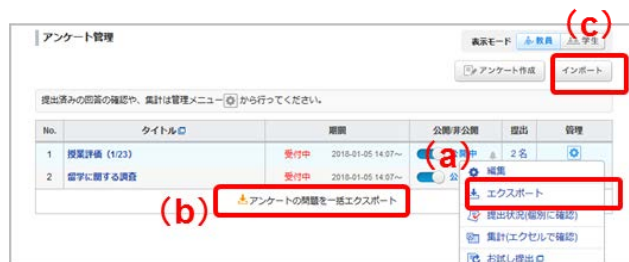 (c)
アンケート管理
表示モード 教員 学生
アンケート作成 インポート
提出済みの回答の確認や、集計は管理メニュー から行ってください。
No. タイトル 期間 公開/非公開 提出 管理
(a)
1 授業評価 (1/23) 受付中 2018-01-05 14:07～ 公開中 2名
2 留学に関する調査 受付中 2018-01-05 14:07～ 公
編集
エクスポート
(b)
アンケートの問題を一括エクスポート
提出状況(個別に確認)
集計(エクセルで確認)
お試し提出